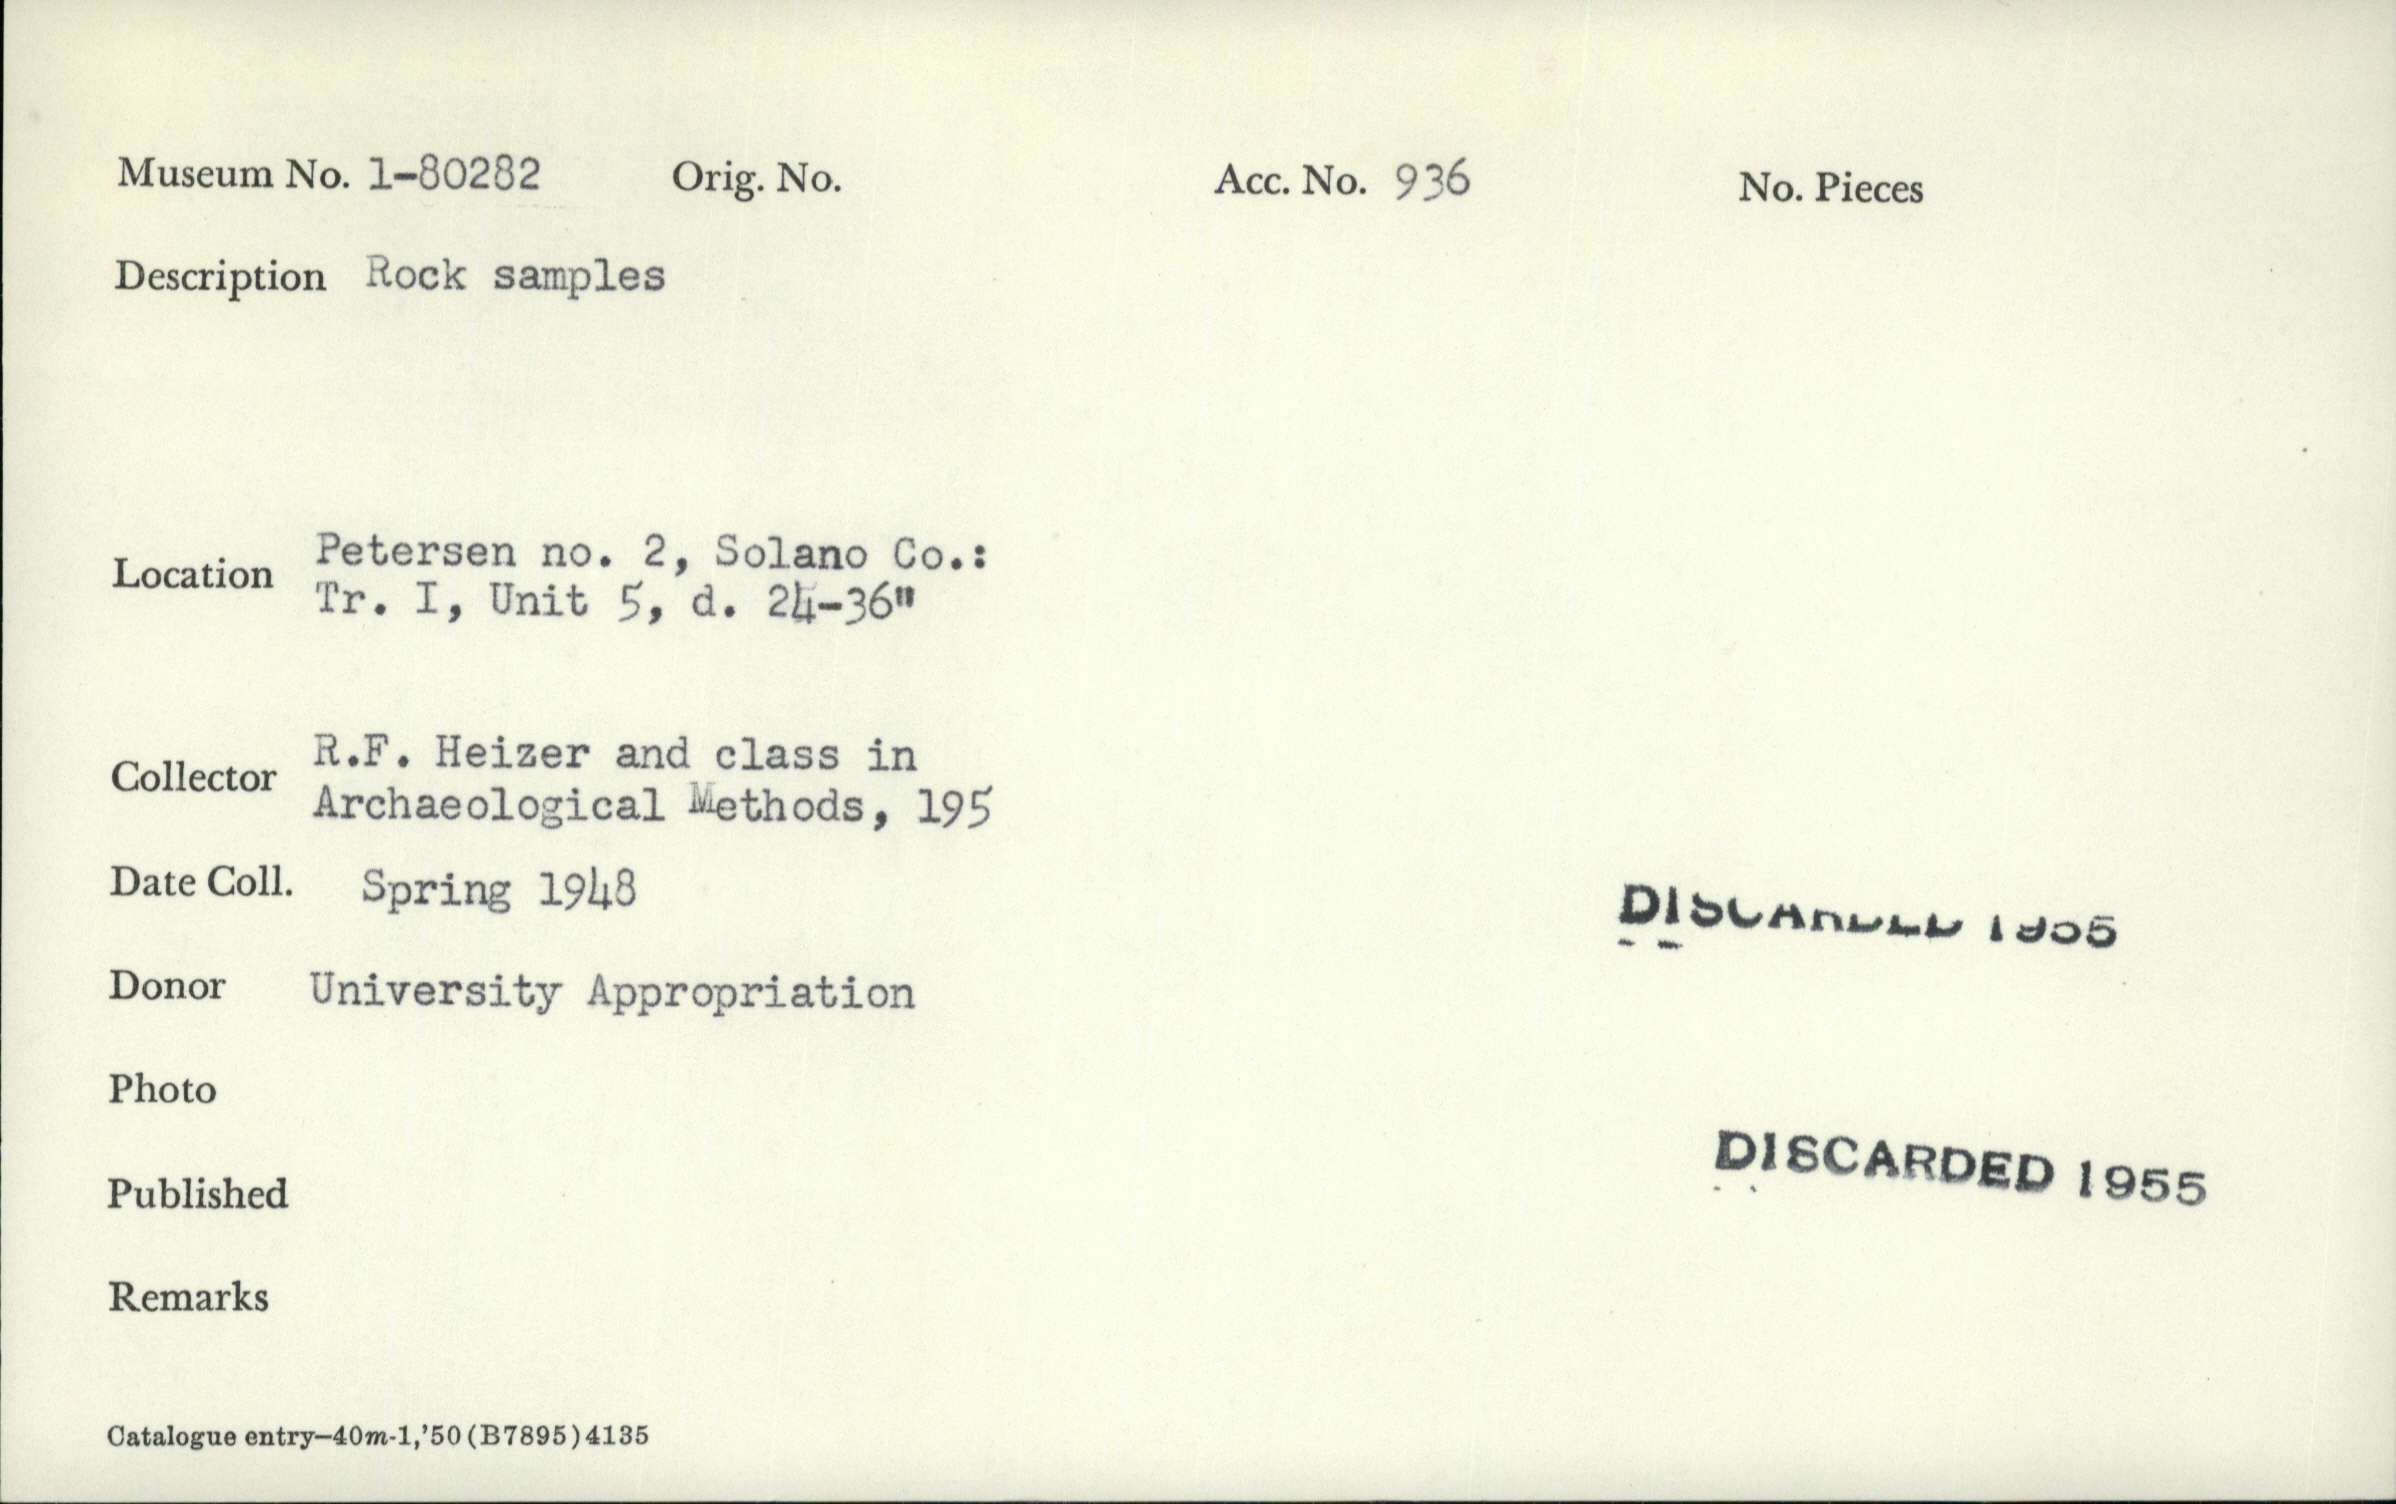 Museum No. 1-80282 Orig. No. Acc. No. 936 No. Pieces
Description Rock samples
Location Petersen no. 2, Solano Co.:
Tr. I, Unit 5, d. 24-36"
Collector R.F. Heizer and class in
Archaeological Methods, 195
Date Coll. Spring 1948
DISCARDED 1955
Donor University Appropriation
Photo
DISCARDED 1955
Published
Remarks
Catalogue entry—40m-1,'50(B7895)4135